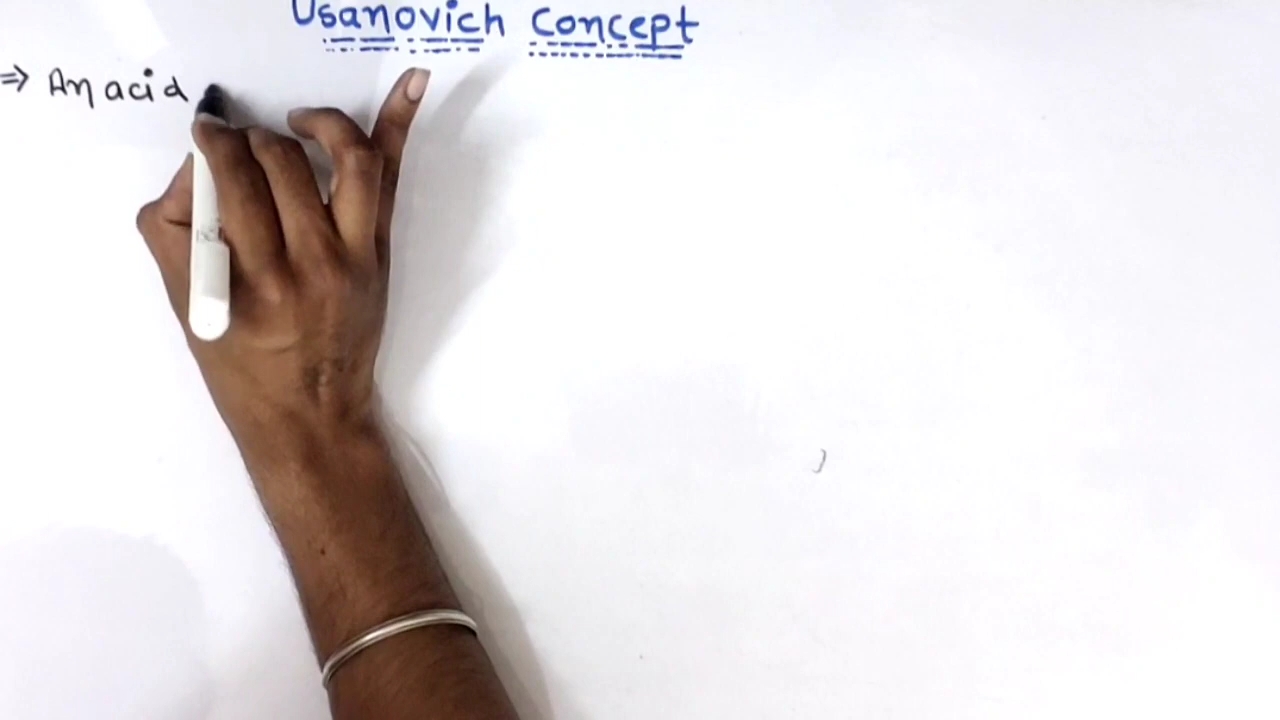 Usanovich Concept
⇒ An acid